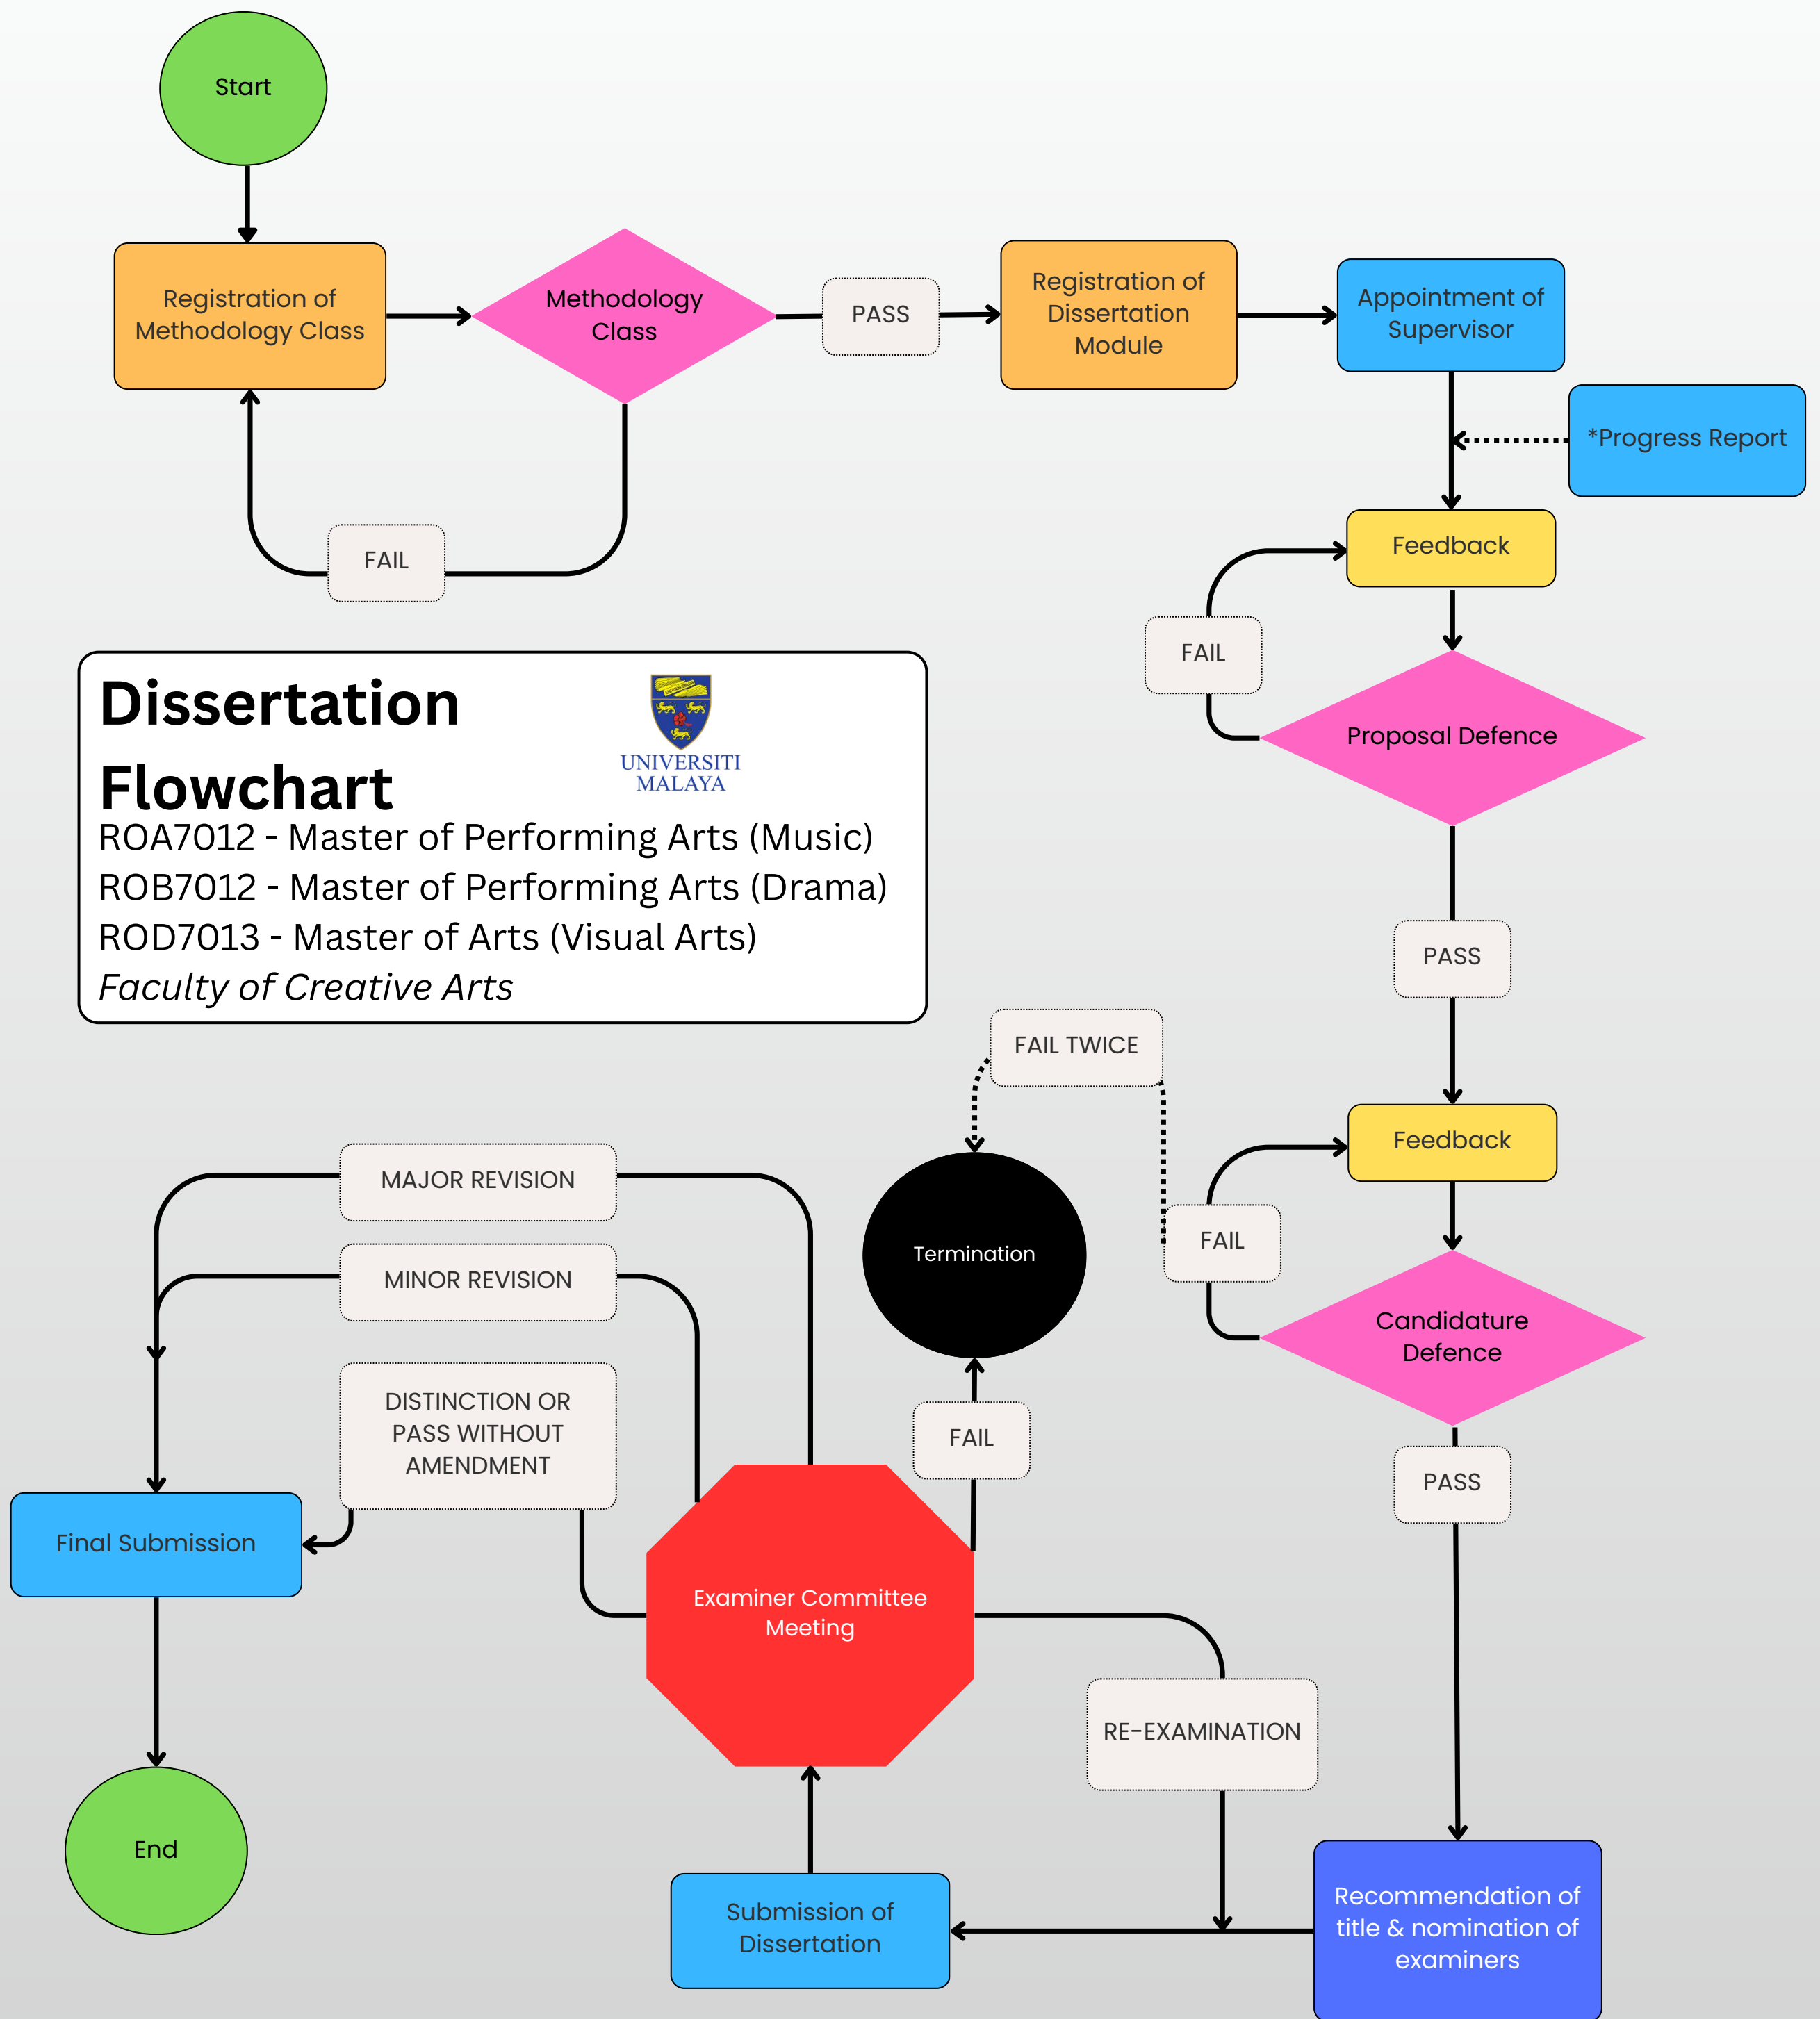 Start
Registration of
Methodology Class
Methodology
Class
PASS
Registration of
Dissertation
Module
Appointment of
Supervisor
*Progress Report
FAIL
Feedback
FAIL
Proposal Defence
Dissertation
Flowchart
UNIVERSITI
MALAYA
ROA7012 - Master of Performing Arts (Music)
ROB7012 - Master of Performing Arts (Drama)
ROD7013 - Master of Arts (Visual Arts)
Faculty of Creative Arts
PASS
FAIL TWICE
Feedback
MAJOR REVISION
MINOR REVISION
Termination
FAIL
Candidature
Defence
DISTINCTION OR
PASS WITHOUT
AMENDMENT
FAIL
PASS
Final Submission
Examiner Committee
Meeting
RE-EXAMINATION
End
Submission of
Dissertation
Recommendation of
title & nomination of
examiners